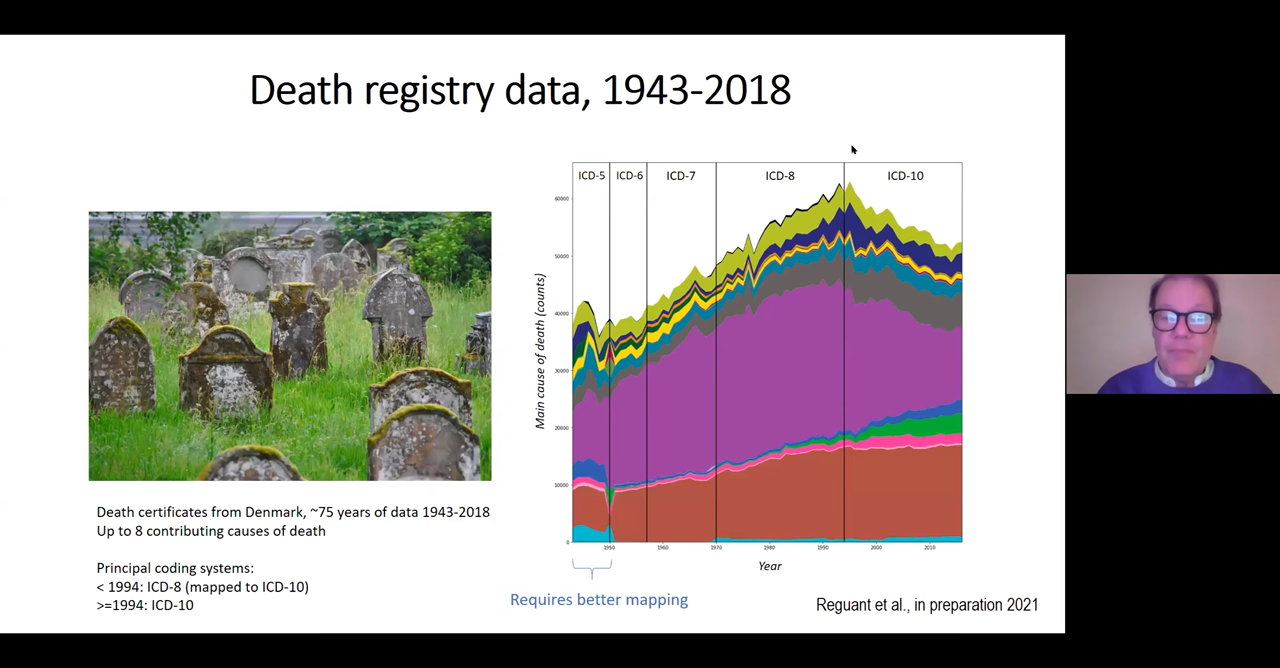 Death registry data, 1943-2018
ICD-5
ICD-6
ICD-7
ICD-8
ICD-10
60000
50000
40000
30000
20000
10000
0
Main cause of death (counts)
1950
1960
1970
1980
1990
2000
2010
Year
Requires better mapping
Death certificates from Denmark, ~75 years of data 1943-2018
Up to 8 contributing causes of death
Principal coding systems:
< 1994: ICD-8 (mapped to ICD-10)
>=1994: ICD-10
Reguant et al., in preparation 2021